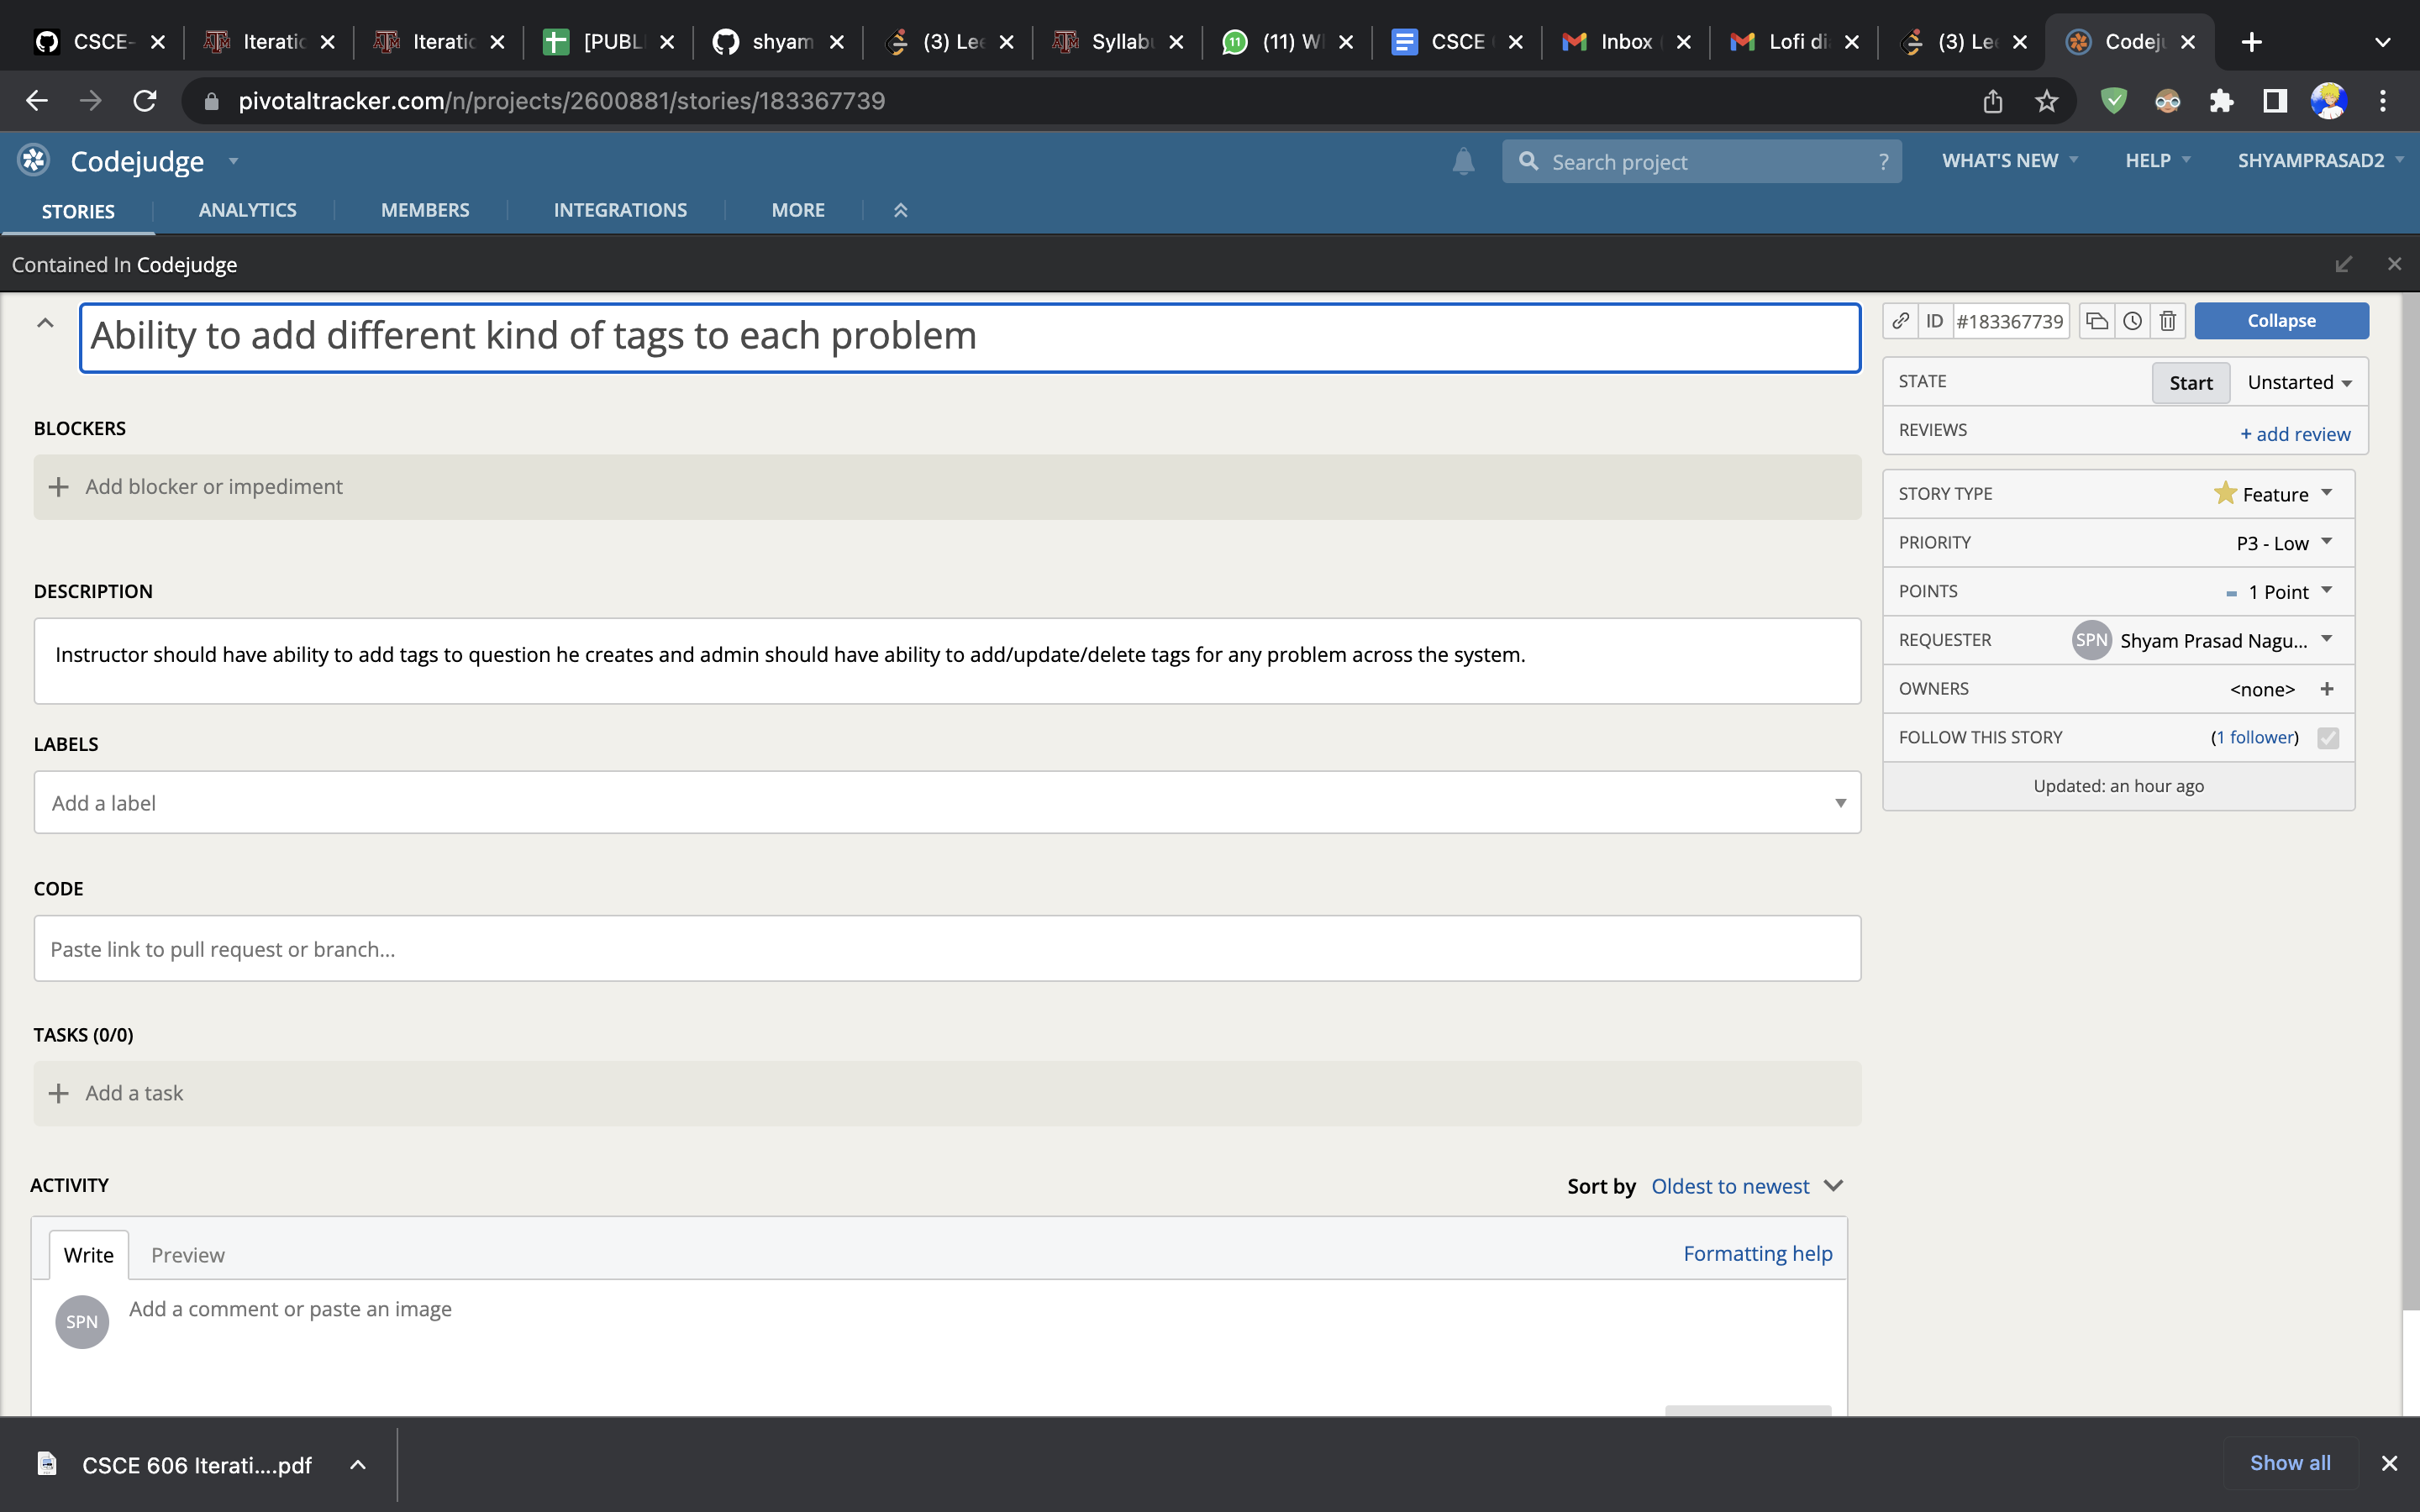 CSCE-
Iteratio
Iteratio
[PUBL
shyam
(3) Lee
Syllabu
(11) W
CSCE
Inbox
Lofi di
(3) Lee
Codeju
pivotaltracker.com/n/projects/2600881/stories/183367739
Codejudge
Search project ?
WHAT'S NEW
HELP
SHYAMPRASAD2
STORIES
ANALYTICS
MEMBERS
INTEGRATIONS
MORE
Contained In Codejudge
Ability to add different kind of tags to each problem
ID #183367739
Collapse
STATE Start Unstarted
REVIEWS + add review
BLOCKERS
+ Add blocker or impediment
STORY TYPE Feature
PRIORITY P3 - Low
POINTS 1 Point
REQUESTER SPN Shyam Prasad Nagu...
OWNERS <none> +
FOLLOW THIS STORY (1 follower)
Updated: an hour ago
DESCRIPTION
Instructor should have ability to add tags to question he creates and admin should have ability to add/update/delete tags for any problem across the system.
LABELS
Add a label
CODE
Paste link to pull request or branch...
TASKS (0/0)
+ Add a task
ACTIVITY
Sort by Oldest to newest
Write Preview Formatting help
SPN Add a comment or paste an image
CSCE 606 Iterati....pdf
Show all